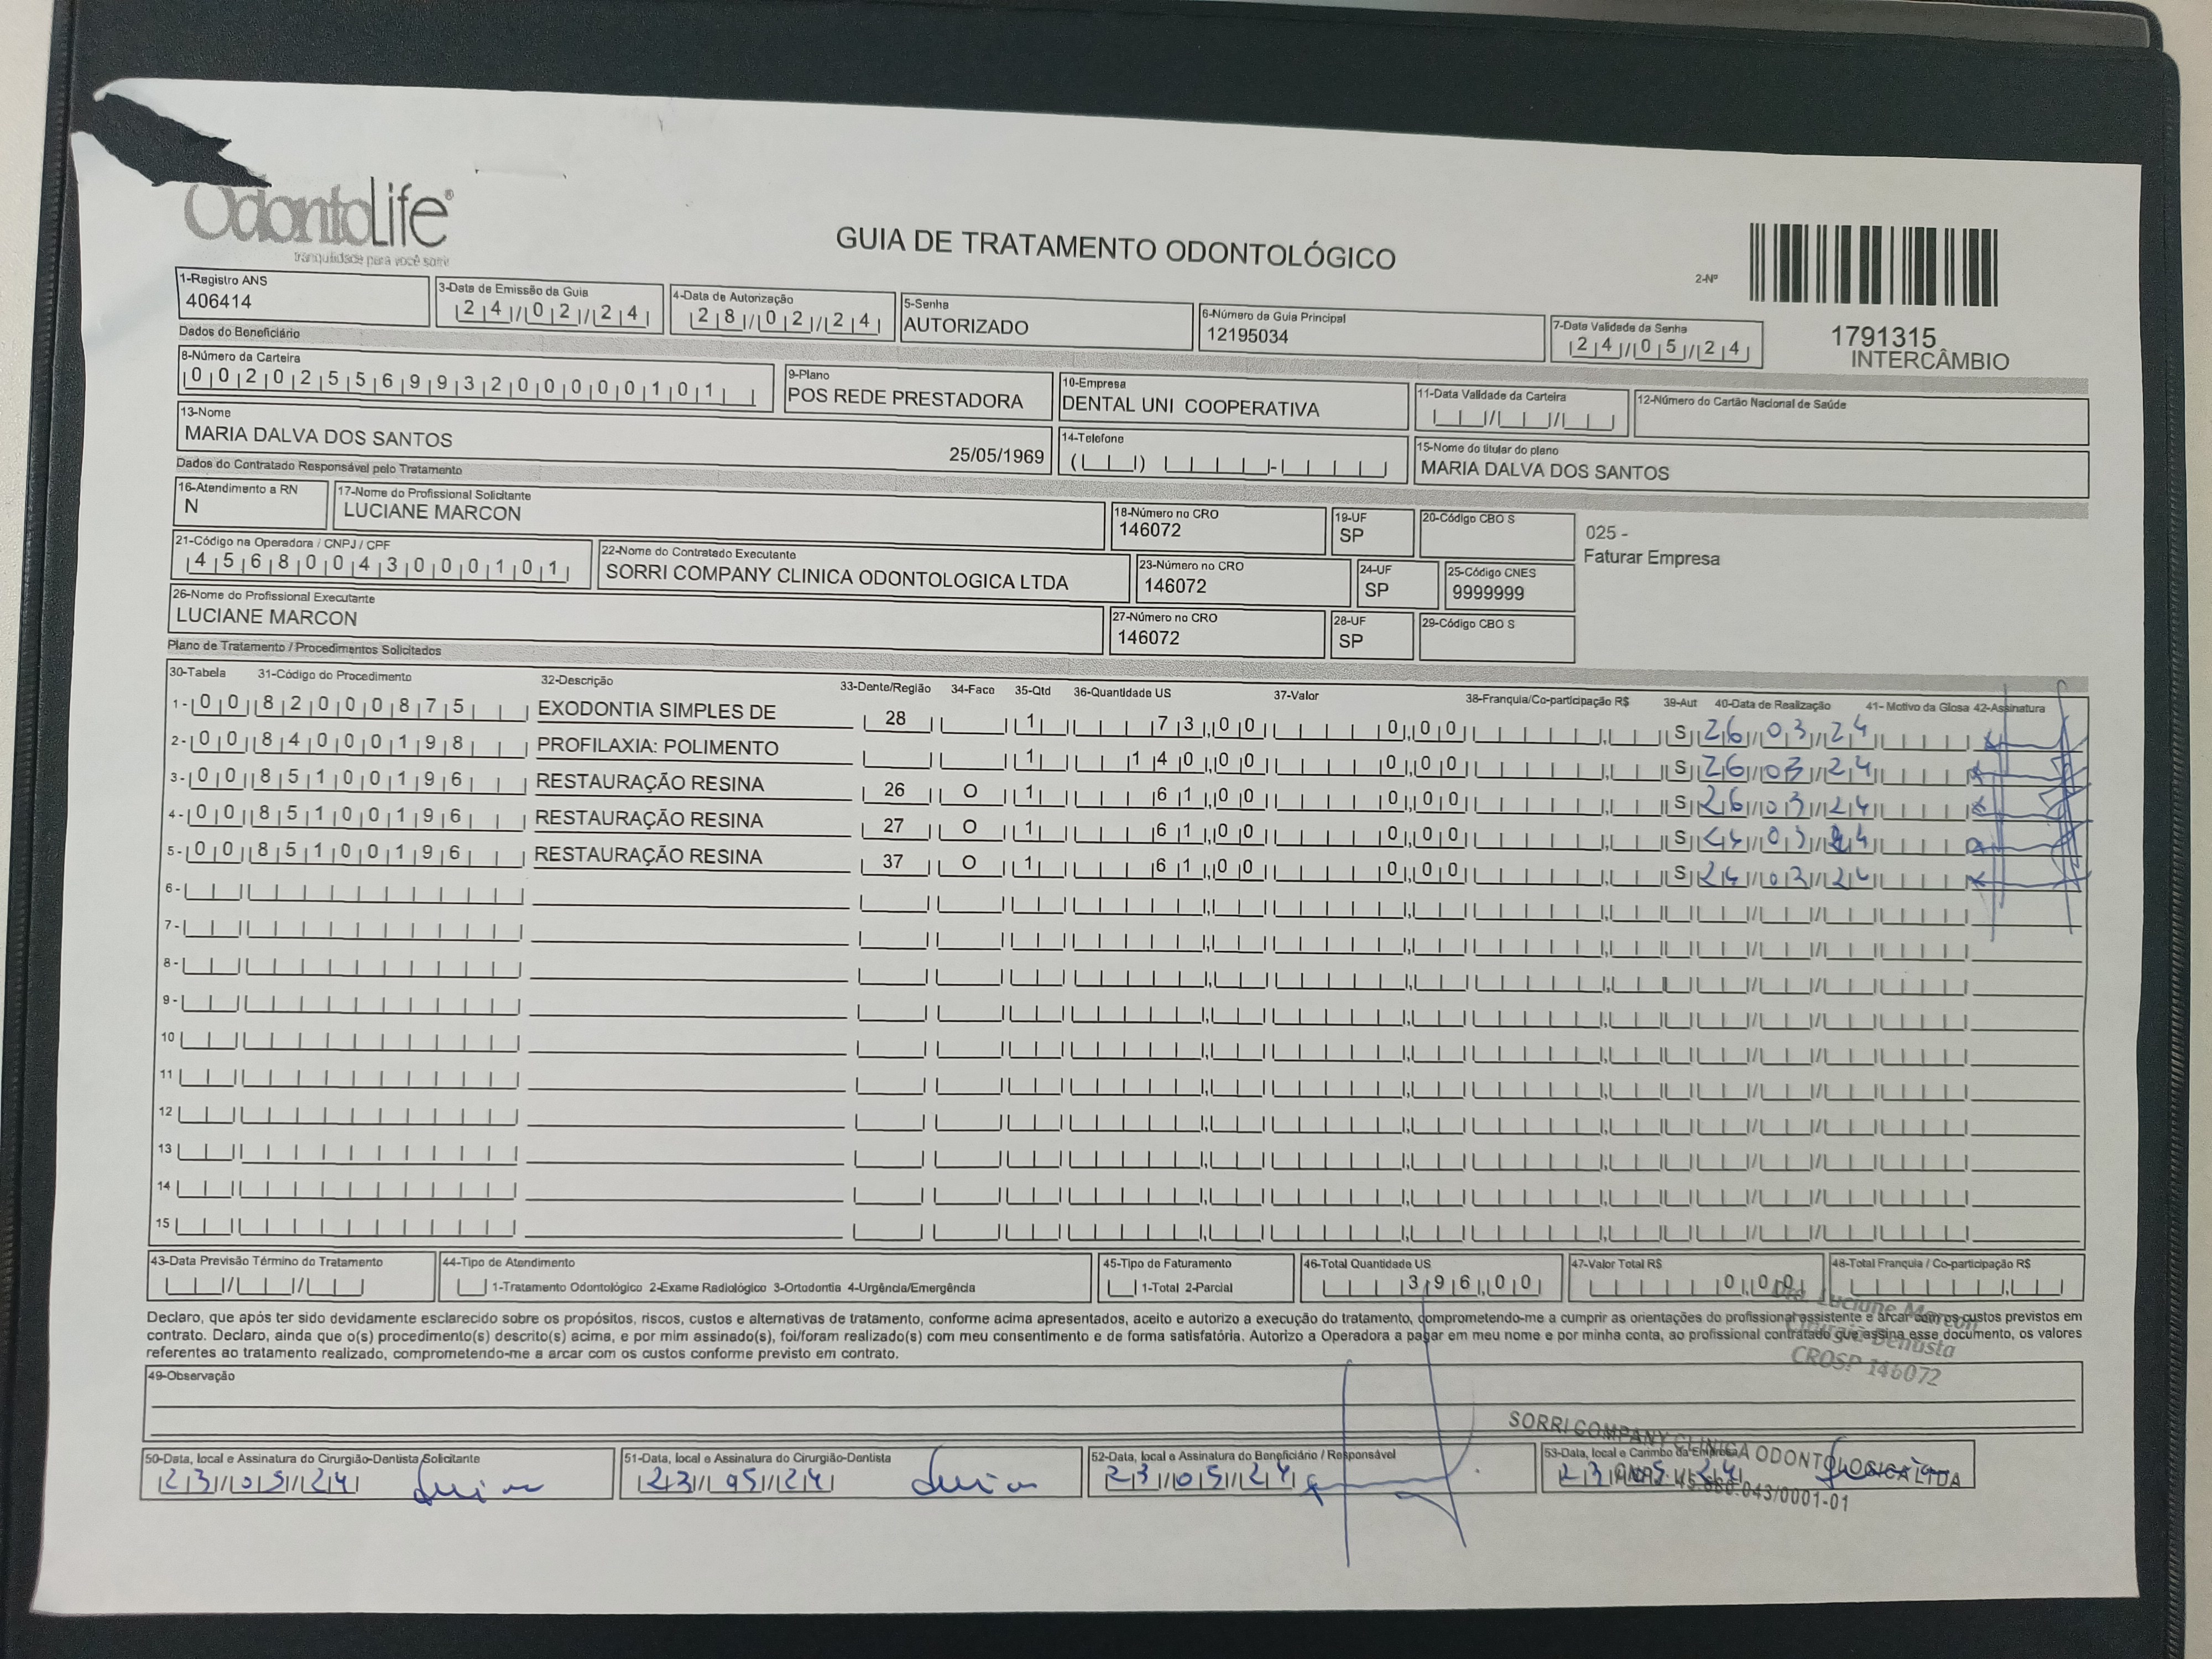 OdontoLife®
tranquilidade para você sorrir
GUIA DE TRATAMENTO ODONTOLÓGICO
2-Nº
1791315
INTERCÂMBIO
1-Registro ANS
406414
3-Data de Emissão da Guia
24/02/24
4-Data de Autorização
28/02/24
5-Senha
AUTORIZADO
6-Número da Guia Principal
12195034
7-Data Validade da Senha
24/05/24
Dados do Beneficiário
8-Número da Carteira
00202556993200000101
9-Plano
POS REDE PRESTADORA
10-Empresa
DENTAL UNI COOPERATIVA
11-Data Validade da Carteira
12-Número do Cartão Nacional de Saúde
13-Nome
MARIA DALVA DOS SANTOS 25/05/1969
14-Telefone
15-Nome do titular do plano
MARIA DALVA DOS SANTOS
Dados do Contratado Responsável pelo Tratamento
16-Atendimento a RN
N
17-Nome do Profissional Solicitante
LUCIANE MARCON
18-Número no CRO
146072
19-UF
SP
20-Código CBO S
025 -
Faturar Empresa
21-Código na Operadora / CNPJ / CPF
45680043000101
22-Nome do Contratado Executante
SORRI COMPANY CLINICA ODONTOLOGICA LTDA
23-Número no CRO
146072
24-UF
SP
25-Código CNES
9999999
26-Nome do Profissional Executante
LUCIANE MARCON
27-Número no CRO
146072
28-UF
SP
29-Código CBO S
Plano de Tratamento / Procedimentos Solicitados
30-Tabela 31-Código do Procedimento 32-Descrição 33-Dente/Região 34-Face 35-Qtd 36-Quantidade US 37-Valor 38-Franquia/Co-participação R$ 39-Aut 40-Data de Realização 41- Motivo da Glosa 42-Assinatura
1- 00 82000875 EXODONTIA SIMPLES DE 28 1 73,00 0,00 S 26/03/24
2- 00 84000198 PROFILAXIA: POLIMENTO 1 140,00 0,00 S 26/03/24
3- 00 85100196 RESTAURAÇÃO RESINA 26 O 1 61,00 0,00 S 26/03/24
4- 00 85100196 RESTAURAÇÃO RESINA 27 O 1 61,00 0,00 S
5- 00 85100196 RESTAURAÇÃO RESINA 37 O 1 61,00 0,00 S
6-
7-
8-
9-
10
11
12
13
14
15
43-Data Previsão Término do Tratamento
44-Tipo de Atendimento
1-Tratamento Odontológico 2-Exame Radiológico 3-Ortodontia 4-Urgência/Emergência
45-Tipo de Faturamento
1-Total 2-Parcial
46-Total Quantidade US
396,00
47-Valor Total R$
0,00
48-Total Franquia / Co-participação R$
Declaro, que após ter sido devidamente esclarecido sobre os propósitos, riscos, custos e alternativas de tratamento, conforme acima apresentados, aceito e autorizo a execução do tratamento, comprometendo-me a cumprir as orientações do profissional assistente e arcar com os custos previstos em
contrato. Declaro, ainda que o(s) procedimento(s) descrito(s) acima, e por mim assinado(s), foi/foram realizado(s) com meu consentimento e de forma satisfatória. Autorizo a Operadora a pagar em meu nome e por minha conta, ao profissional contratado que assina esse documento, os valores
referentes ao tratamento realizado, comprometendo-me a arcar com os custos conforme previsto em contrato.
Dra. Luciane Marcon
Cirurgiã Dentista
CROSP 146072
49-Observação
SORRI COMPANY CLINICA ODONTOLOGICA LTDA
45.680.043/0001-01
50-Data, local e Assinatura do Cirurgião-Dentista Solicitante
23/05/24
51-Data, local e Assinatura do Cirurgião-Dentista
23/05/24
52-Data, local e Assinatura do Beneficiário / Responsável
23/05/24
53-Data, local e Carimbo da Empresa
23/05/24